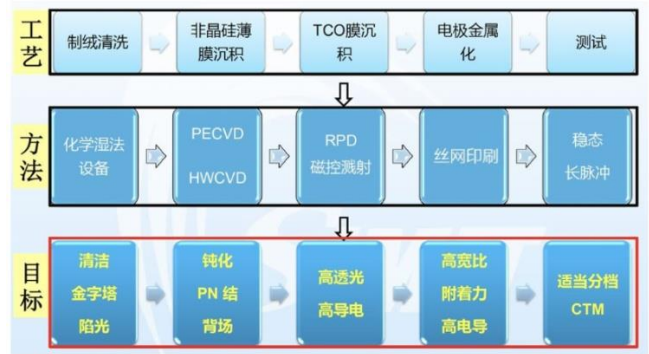 工艺
制绒清洗
非晶硅薄
膜沉积
TCO膜沉
积
电极金属
化
测试
方法
化学湿法
设备
PECVD
HWCVD
RPD
磁控溅射
丝网印刷
稳态
长脉冲
目标
清洁
金字塔
陷光
钝化
PN 结
背场
高透光
高导电
高宽比
附着力
高电导
适当分档
CTM